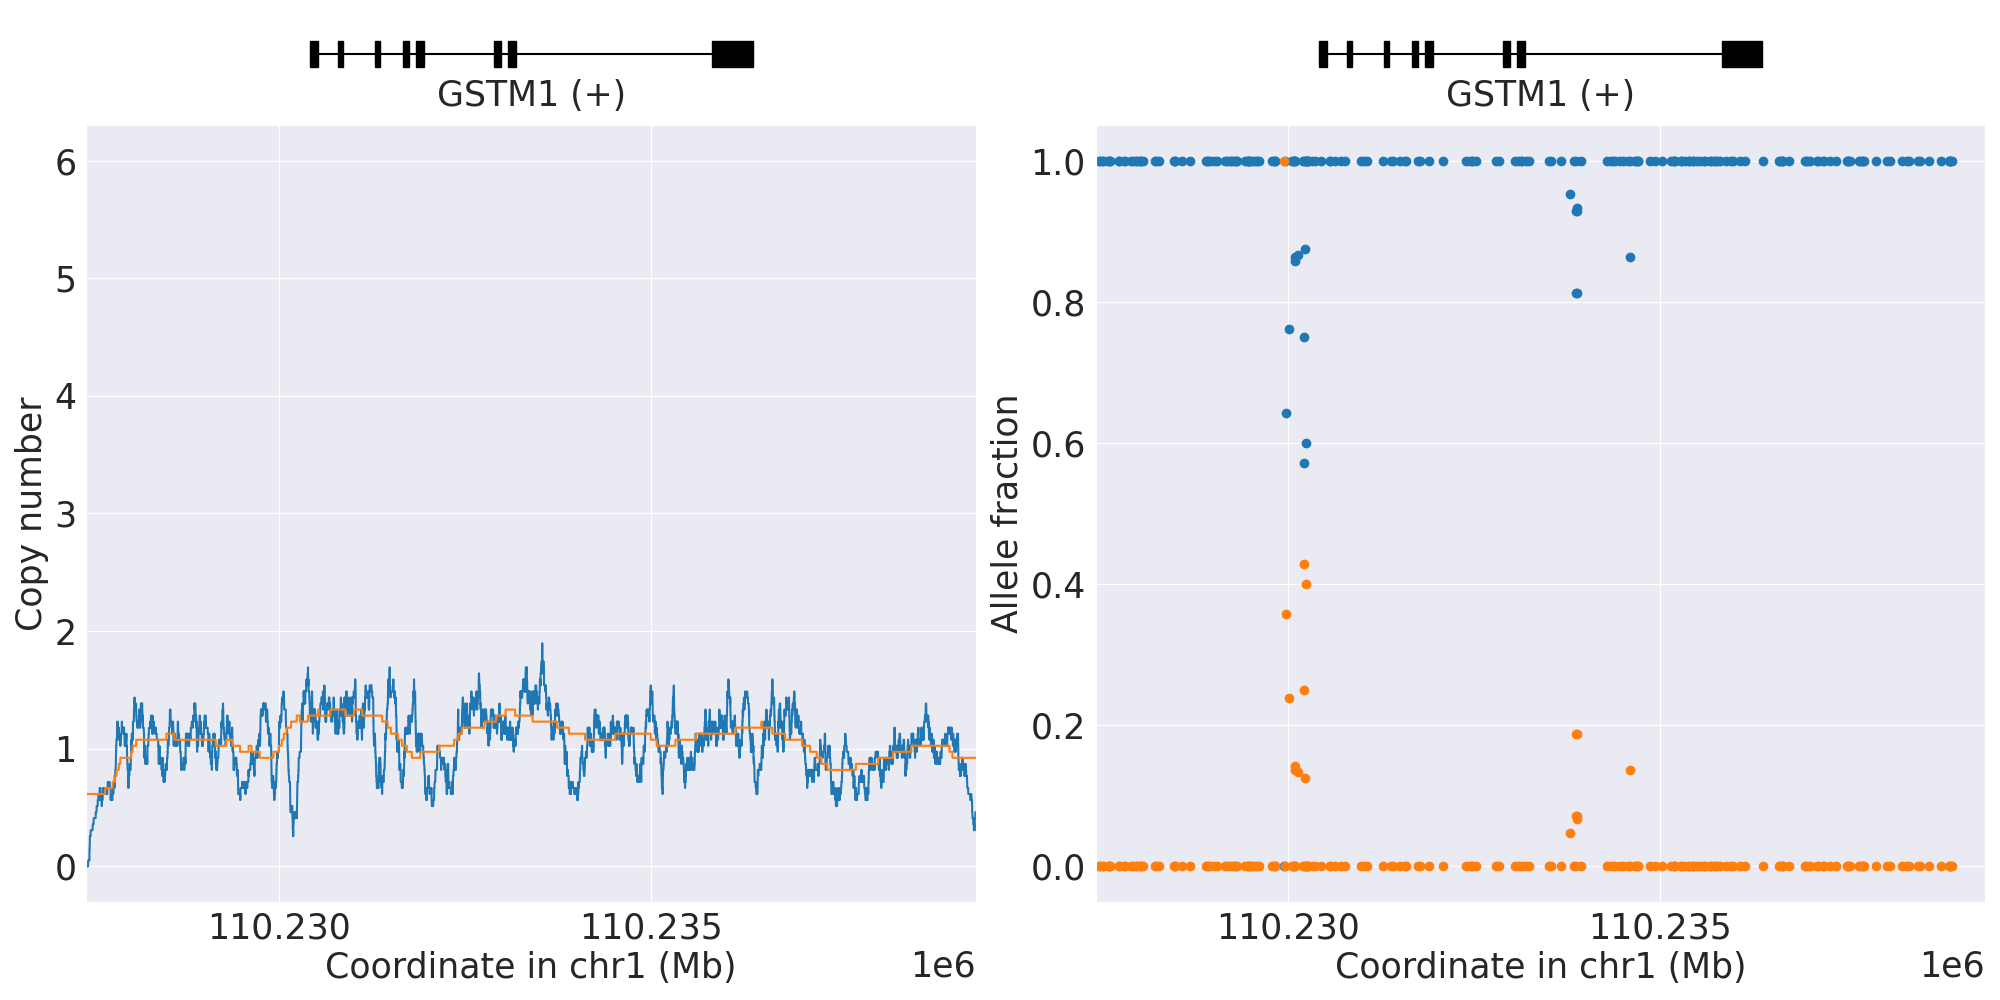 GSTM1 (+)
6
5
4
3
2
1
0
Copy number
110.230
110.235
Coordinate in chr1 (Mb)
1e6
GSTM1 (+)
1.0
0.8
0.6
0.4
0.2
0.0
Allele fraction
110.230
110.235
Coordinate in chr1 (Mb)
1e6